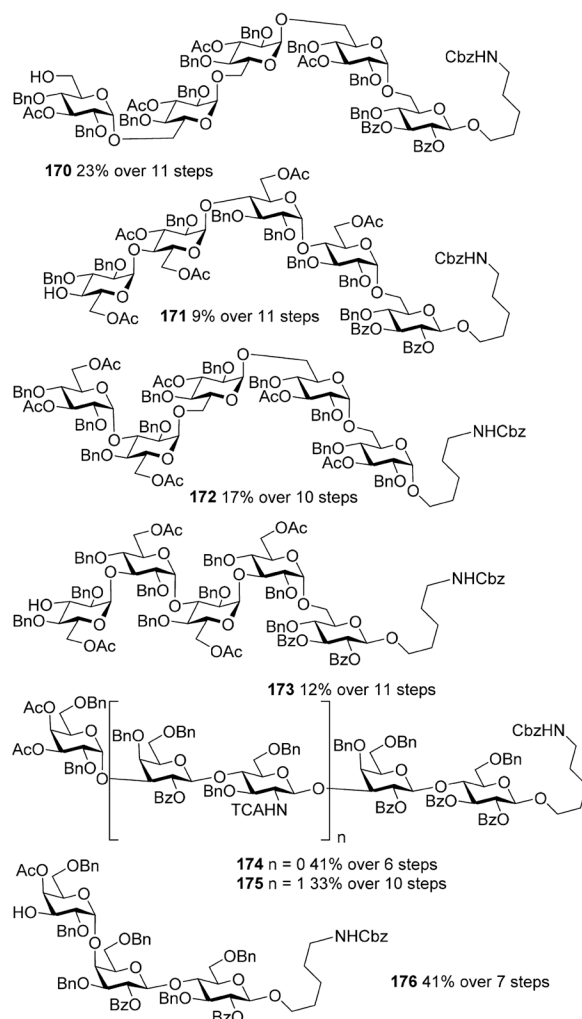 BnO O O
AcO BnO O BnO O CbzHN
HO BnO AcO BnO
BnO O AcO BnO O BnO O
AcO BnO O BnO O BzO O
BzO
170 23% over 11 steps
OAc
AcO BnO O BnO O OAc
BnO BnO O BnO O CbzHN
BnO O OAc BnO BnO O
HO OAc BzO O
BzO
171 9% over 11 steps
OAc AcO BnO O BnO O
BnO O BnO O AcO BnO O NHCbz
AcO BnO O BnO O BnO O
BnO OAc AcO BnO O
172 17% over 10 steps
OAc OAc
BnO O BnO O
BnO BnO O BnO BnO O NHCbz
HO O BnO O BnO O
BnO OAc BnO OAc BzO O
BzO
173 12% over 11 steps
AcO OBn BnO OBn OBn BnO OBn OBn CbzHN
AcO O O O O O O O O O
BnO BzO BnO TCAHN BzO BzO BzO
n
174 n = 0 41% over 6 steps
175 n = 1 33% over 10 steps
AcO OBn
HO O
BnO O OBn OBn NHCbz
BnO O O O O
BzO BnO BzO
176 41% over 7 steps